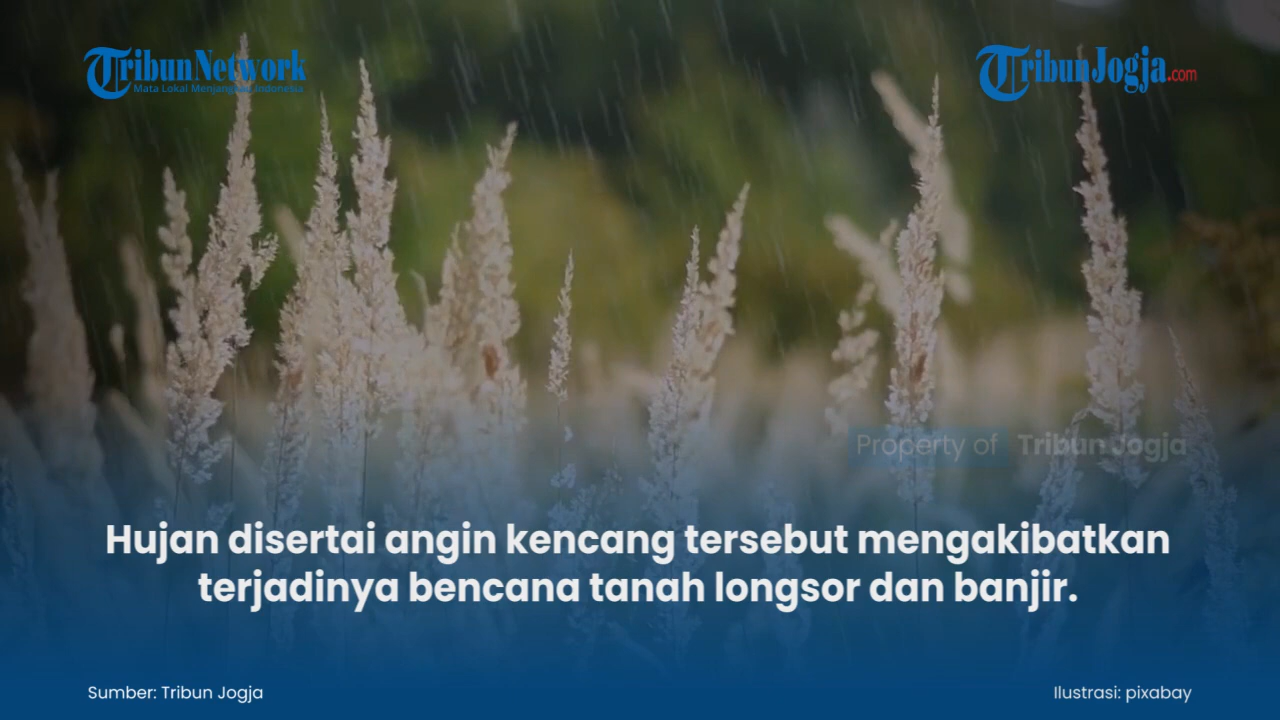 TribunNetwork
Mata Lokal Menjangkau Indonesia
TribunJogja.com
Property of Tribun Jogja
Hujan disertai angin kencang tersebut mengakibatkan
terjadinya bencana tanah longsor dan banjir.
Sumber: Tribun Jogja
Ilustrasi: pixabay